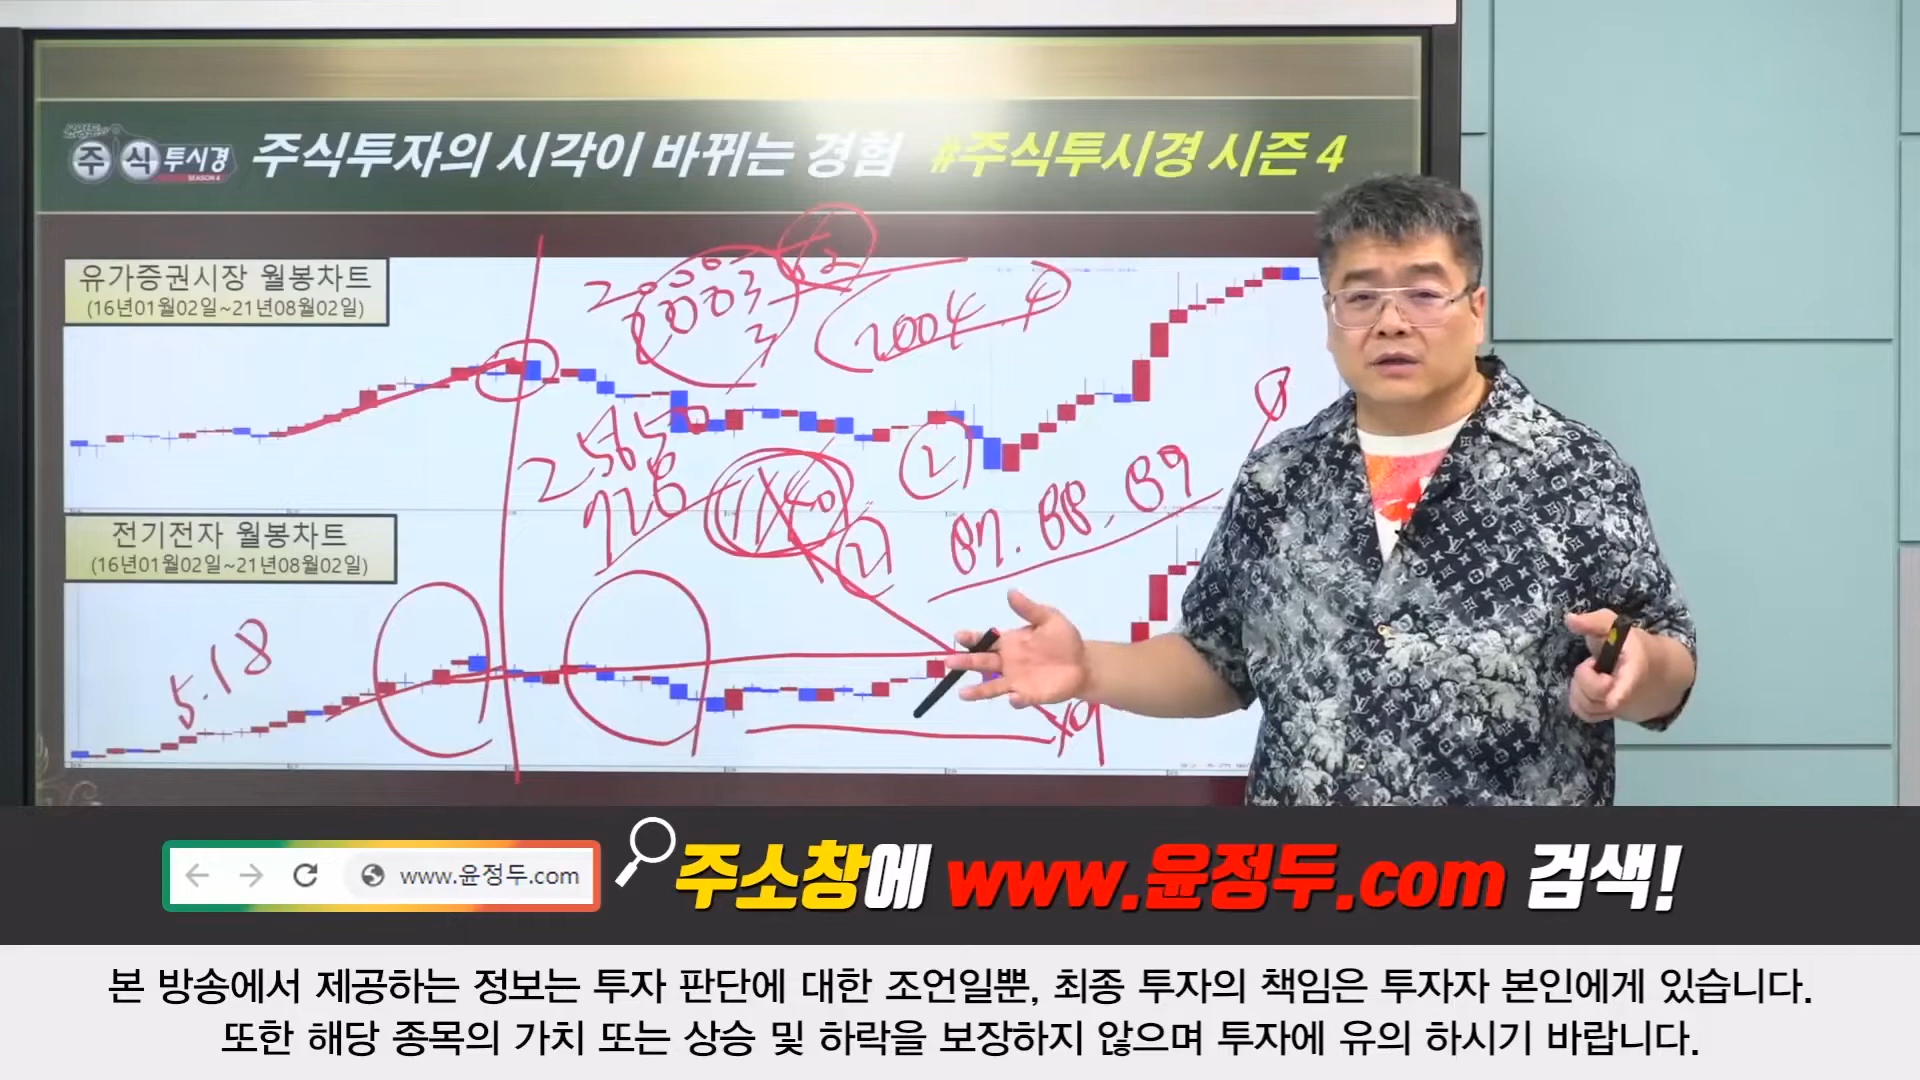 주식투시경 주식투자의 시각이 바뀌는 경험 #주식투시경 시즌 4
SEASON 4
유가증권시장 월봉차트
(16년01월02일~21년08월02일)
2003
2004 4
2
87. 88. 89
전기전자 월봉차트
(16년01월02일~21년08월02일)
5.18
www.윤정두.com
주소창에 www.윤정두.com 검색!
본 방송에서 제공하는 정보는 투자 판단에 대한 조언일뿐, 최종 투자의 책임은 투자자 본인에게 있습니다.
또한 해당 종목의 가치 또는 상승 및 하락을 보장하지 않으며 투자에 유의 하시기 바랍니다.